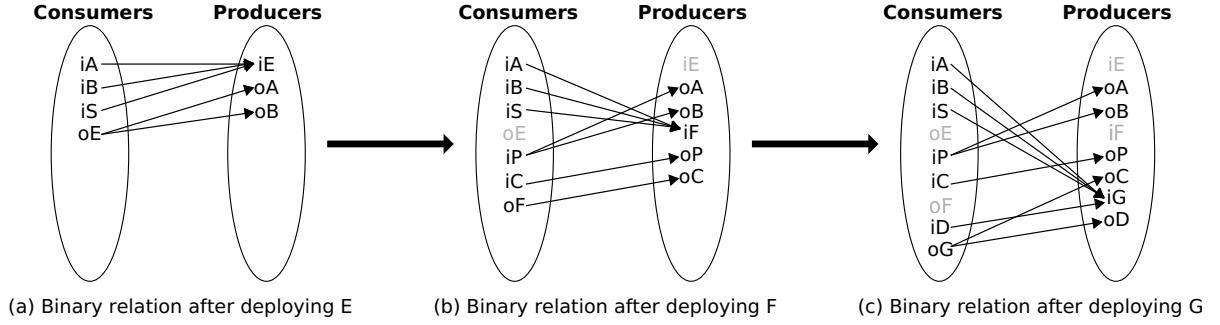 Consumers Producers
iA iE
iB oA
iS oB
oE
(a) Binary relation after deploying E
Consumers Producers
iA iE
iB oA
iS oB
oE iF
iP oP
iC oC
oF
(b) Binary relation after deploying F
Consumers Producers
iA iE
iB oA
iS oB
oE iF
iP oP
iC oC
oF iG
iD oD
oG
(c) Binary relation after deploying G